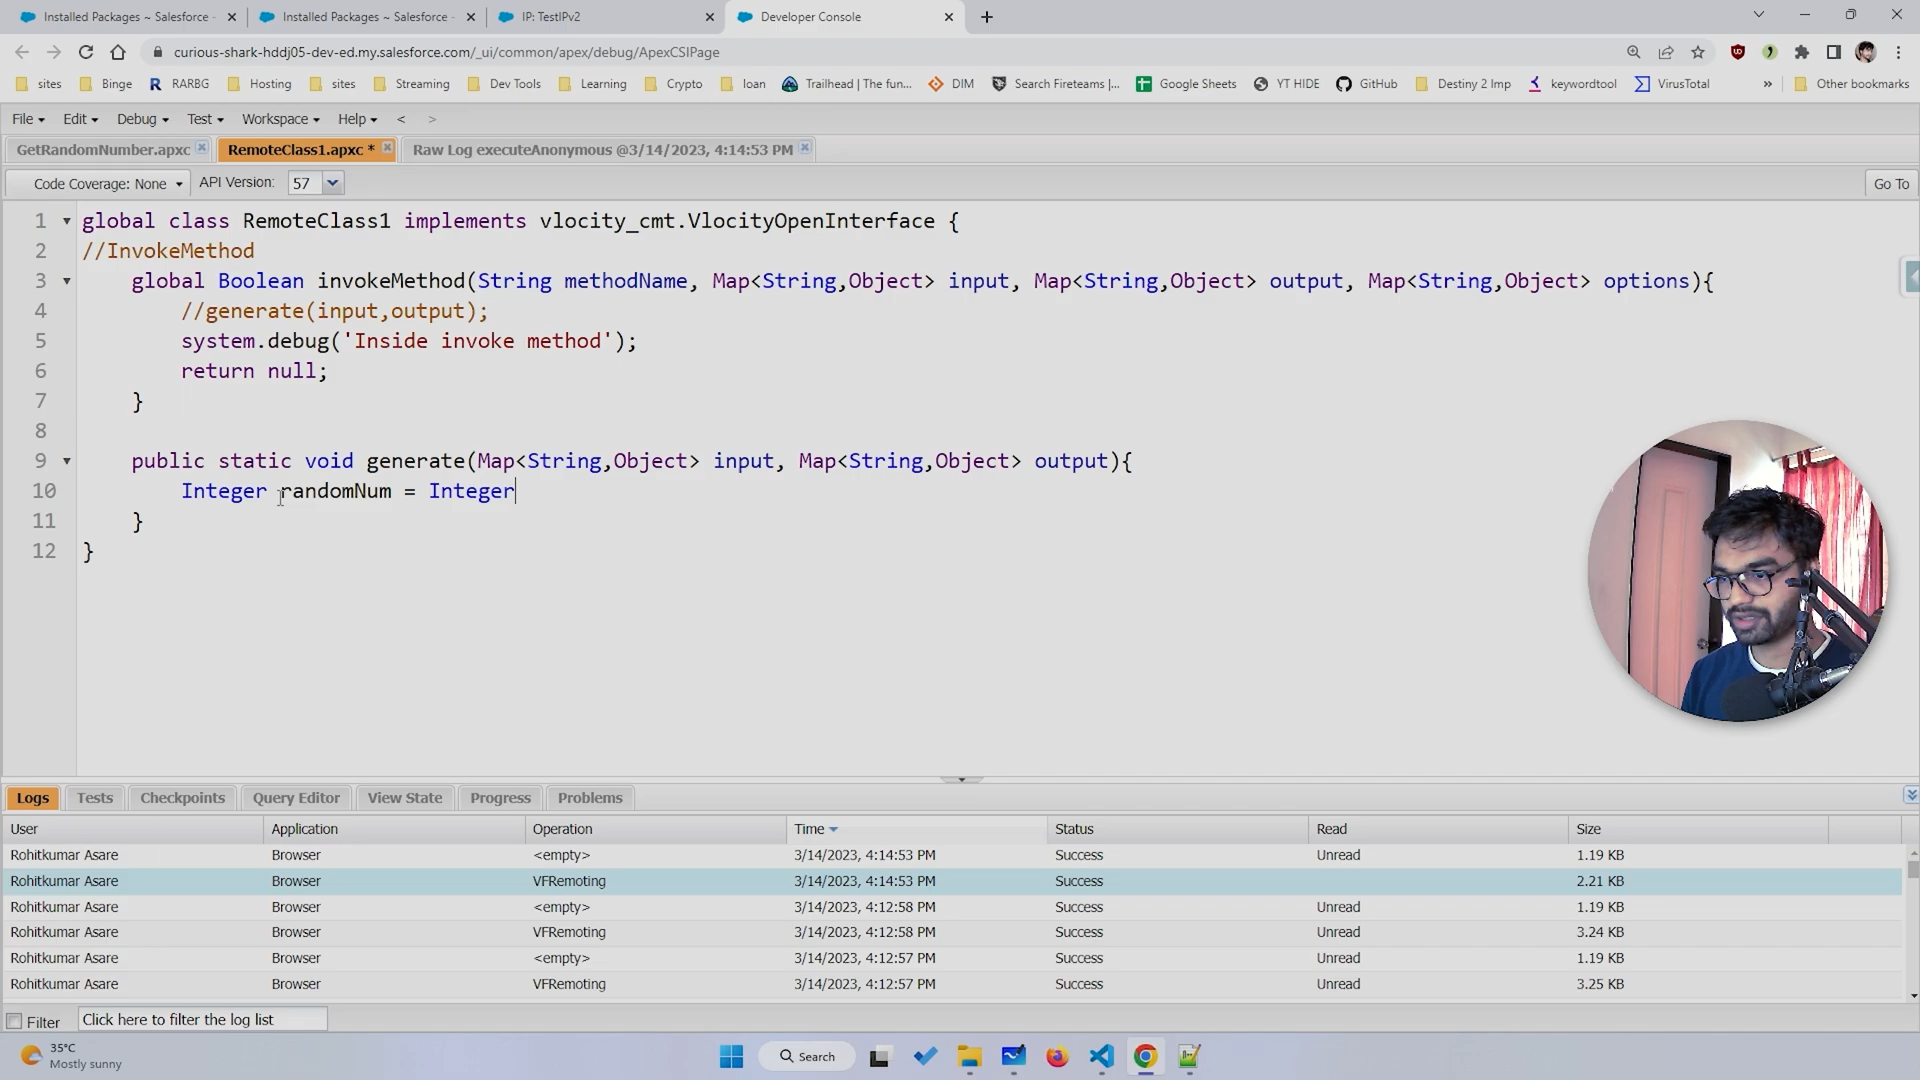 Installed Packages ~ Salesforce -
Installed Packages ~ Salesforce -
IP: TestIPv2
Developer Console
curious-shark-hddj05-dev-ed.my.salesforce.com/_ui/common/apex/debug/ApexCSIPage
sites
Binge
R RARBG
Hosting
sites
Streaming
Dev Tools
Learning
Crypto
loan
Trailhead | The fun...
DIM
Search Fireteams |...
Google Sheets
YT HIDE
GitHub
Destiny 2 Imp
keywordtool
VirusTotal
»
Other bookmarks
File
Edit
Debug
Test
Workspace
Help
<
>
GetRandomNumber.apxc
RemoteClass1.apxc *
Raw Log executeAnonymous @3/14/2023, 4:14:53 PM
Code Coverage: None
API Version: 57
Go To
1 global class RemoteClass1 implements vlocity_cmt.VlocityOpenInterface {
2 //InvokeMethod
3 global Boolean invokeMethod(String methodName, Map<String,Object> input, Map<String,Object> output, Map<String,Object> options){
4 //generate(input,output);
5 system.debug('Inside invoke method');
6 return null;
7 }
8
9 public static void generate(Map<String,Object> input, Map<String,Object> output){
10 Integer randomNum = Integer
11 }
12 }
Logs
Tests
Checkpoints
Query Editor
View State
Progress
Problems
User Application Operation Time Status Read Size
Rohitkumar Asare Browser <empty> 3/14/2023, 4:14:53 PM Success Unread 1.19 KB
Rohitkumar Asare Browser VFRemoting 3/14/2023, 4:14:53 PM Success 2.21 KB
Rohitkumar Asare Browser <empty> 3/14/2023, 4:12:58 PM Success Unread 1.19 KB
Rohitkumar Asare Browser VFRemoting 3/14/2023, 4:12:58 PM Success Unread 3.24 KB
Rohitkumar Asare Browser <empty> 3/14/2023, 4:12:57 PM Success Unread 1.19 KB
Rohitkumar Asare Browser VFRemoting 3/14/2023, 4:12:57 PM Success Unread 3.25 KB
Filter
Click here to filter the log list
35°C
Mostly sunny
Search